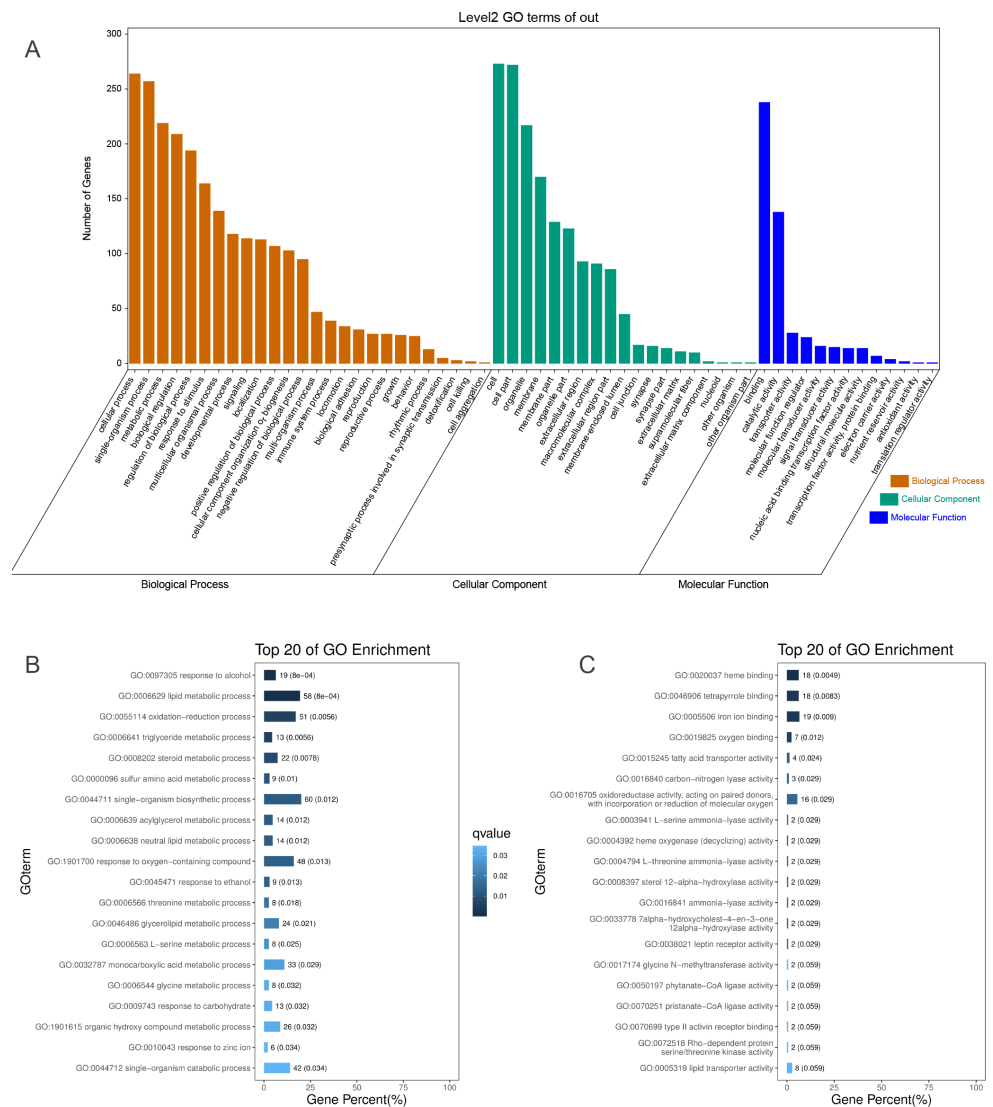 A
Level2 GO terms of out
Number of Genes
300
250
200
150
100
50
0
cellular process
single-organism process
metabolic process
biological regulation
regulation of biological process
response to stimulus
multicellular organismal process
developmental process
signaling
localization
positive regulation of biological process
cellular component organization or biogenesis
negative regulation of biological process
multi-organism process
immune system process
locomotion
biological adhesion
reproduction
reproductive process
growth
behavior
rhythmic process
presynaptic process involved in synaptic transmission
detoxification
cell killing
cell aggregation
cell
cell part
organelle
membrane
membrane part
organelle part
extracellular region
macromolecular complex
extracellular region part
membrane-enclosed lumen
cell junction
synapse
synapse part
extracellular matrix
supramolecular fiber
extracellular matrix component
nucleoid
other organism
other organism part
binding
catalytic activity
transporter activity
molecular function regulator
molecular transducer activity
signal transducer activity
nucleic acid binding transcription factor activity
structural molecule activity
transcription factor activity, protein binding
electron carrier activity
nutrient reservoir activity
antioxidant activity
translation regulator activity
Biological Process
Cellular Component
Molecular Function
Biological Process
Cellular Component
Molecular Function
B
Top 20 of GO Enrichment
GOterm
GO:0097305 response to alcohol 19 (8e−04)
GO:0006629 lipid metabolic process 58 (8e−04)
GO:0055114 oxidation−reduction process 51 (0.0056)
GO:0006641 triglyceride metabolic process 13 (0.0056)
GO:0008202 steroid metabolic process 22 (0.0078)
GO:0000096 sulfur amino acid metabolic process 9 (0.01)
GO:0044711 single−organism biosynthetic process 60 (0.012)
GO:0006639 acylglycerol metabolic process 14 (0.012)
GO:0006638 neutral lipid metabolic process 14 (0.012)
GO:1901700 response to oxygen−containing compound 48 (0.013)
GO:0045471 response to ethanol 9 (0.013)
GO:0006566 threonine metabolic process 8 (0.018)
GO:0046486 glycerolipid metabolic process 24 (0.021)
GO:0006563 L−serine metabolic process 8 (0.025)
GO:0032787 monocarboxylic acid metabolic process 33 (0.029)
GO:0006544 glycine metabolic process 8 (0.032)
GO:0009743 response to carbohydrate 13 (0.032)
GO:1901615 organic hydroxy compound metabolic process 26 (0.032)
GO:0010043 response to zinc ion 6 (0.034)
GO:0044712 single−organism catabolic process 42 (0.034)
0 25 50 75 100
Gene Percent(%)
qvalue
0.03
0.02
0.01
C
Top 20 of GO Enrichment
GOterm
GO:0020037 heme binding 18 (0.0049)
GO:0046906 tetrapyrrole binding 18 (0.0083)
GO:0005506 iron ion binding 19 (0.009)
GO:0019825 oxygen binding 7 (0.012)
GO:0015245 fatty acid transporter activity 4 (0.024)
GO:0016840 carbon−nitrogen lyase activity 3 (0.029)
GO:0016705 oxidoreductase activity, acting on paired donors,
with incorporation or reduction of molecular oxygen 16 (0.029)
GO:0003941 L−serine ammonia−lyase activity 2 (0.029)
GO:0004392 heme oxygenase (decyclizing) activity 2 (0.029)
GO:0004794 L−threonine ammonia−lyase activity 2 (0.029)
GO:0008397 sterol 12−alpha−hydroxylase activity 2 (0.029)
GO:0016841 ammonia−lyase activity 2 (0.029)
GO:0033778 7alpha−hydroxycholest−4−en−3−one
12alpha−hydroxylase activity 2 (0.029)
GO:0038021 leptin receptor activity 2 (0.029)
GO:0017174 glycine N−methyltransferase activity 2 (0.059)
GO:0050197 phytanate−CoA ligase activity 2 (0.059)
GO:0070251 pristanate−CoA ligase activity 2 (0.059)
GO:0070699 type II activin receptor binding 2 (0.059)
GO:0072518 Rho−dependent protein
serine/threonine kinase activity 2 (0.059)
GO:0005319 lipid transporter activity 8 (0.059)
0 25 50 75 100
Gene Percent(%)